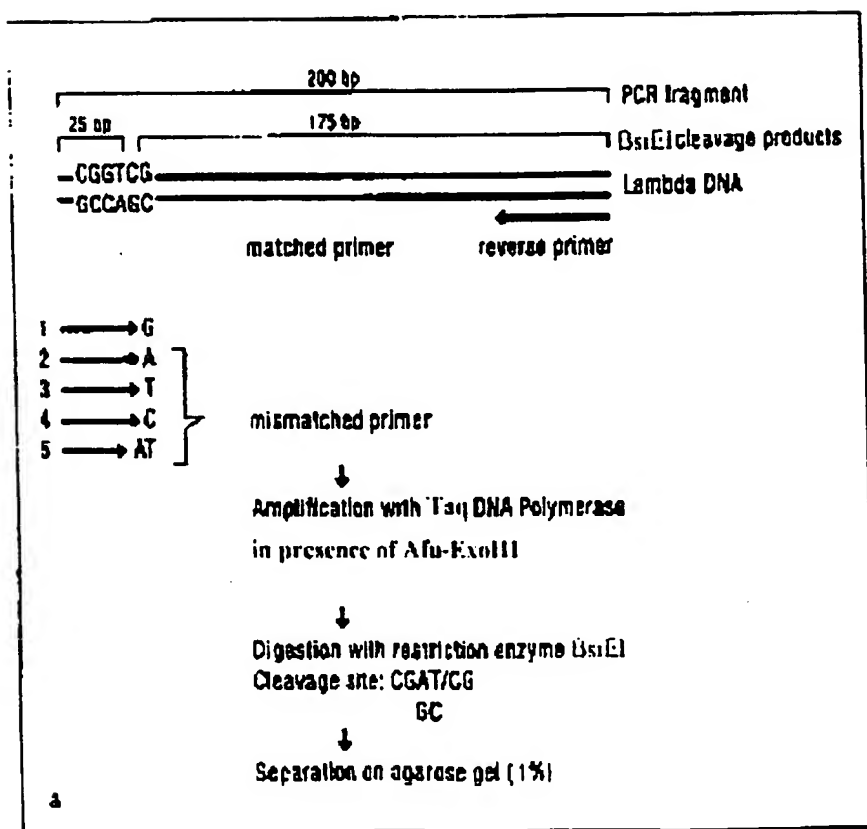 200 bp
PCR fragment
25 bp 175 bp
BsiEI cleavage products
CGGTCG
Lambda DNA
GCCAGC
matched primer reverse primer
1 G
2 A
3 T
4 C
5 AT
mismatched primer
Amplification with Taq DNA Polymerase
in presence of Afu-ExoIII
Digestion with restriction enzyme BsiEI
Cleavage site: CGAT/CG
GC
Separation on agarose gel (1%)
a